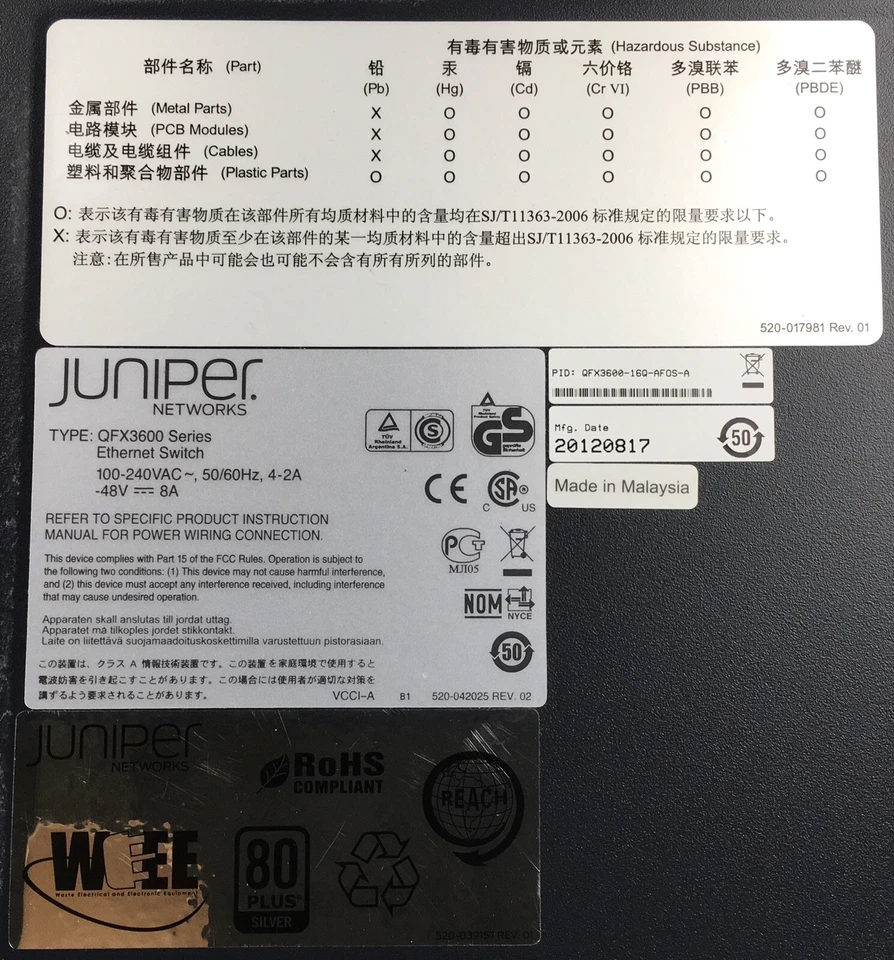 有毒有害物质或元素 (Hazardous Substance)
部件名称 (Part) 铅 汞 镉 六价铬 多溴联苯 多溴二苯醚
(Pb) (Hg) (Cd) (Cr VI) (PBB) (PBDE)
金属部件 (Metal Parts) X O O O O O
电路模块 (PCB Modules) X O O O O O
电缆及电缆组件 (Cables) X O O O O O
塑料和聚合物部件 (Plastic Parts) O O O O O O
O: 表示该有毒有害物质在该部件所有均质材料中的含量均在SJ/T11363-2006 标准规定的限量要求以下。
X: 表示该有毒有害物质至少在该部件的某一均质材料中的含量超出SJ/T11363-2006 标准规定的限量要求。
注意:在所售产品中可能会也可能不会含有所有所列的部件。
520-017981 Rev. 01
JUNIPER
NETWORKS
TYPE: QFX3600 Series
Ethernet Switch
100-240VAC~, 50/60Hz, 4-2A
-48V ⎓ 8A
REFER TO SPECIFIC PRODUCT INSTRUCTION
MANUAL FOR POWER WIRING CONNECTION.
This device complies with Part 15 of the FCC Rules. Operation is subject to
the following two conditions: (1) This device may not cause harmful interference,
and (2) this device must accept any interference received, including interference
that may cause undesired operation.
Apparaten skall anslutas till jordat uttag.
Apparatet må tilkoples jordet stikkontakt.
Laite on liitettävä suojamaadoituskoskettimilla varustettuun pistorasiaan.
この装置は、クラス A 情報技術装置です。この装置を家庭環境で使用すると
電波妨害を引き起こすことがあります。この場合には使用者が適切な対策を
講ずるよう要求されることがあります。
VCCI-A B1 520-042025 REV. 02
TÜV
Rheinland
Argentina S.A.
S
GS
CE
SA
C US
MJ105
NOM
NYCE
50
PID: QFX3600-16Q-AFOS-A
Mfg. Date
20120817
50
Made in Malaysia
JUNIPER
NETWORKS
RoHS
COMPLIANT
REACH
WEEE
Waste Electrical and Electronic Equipment
80
PLUS
SILVER